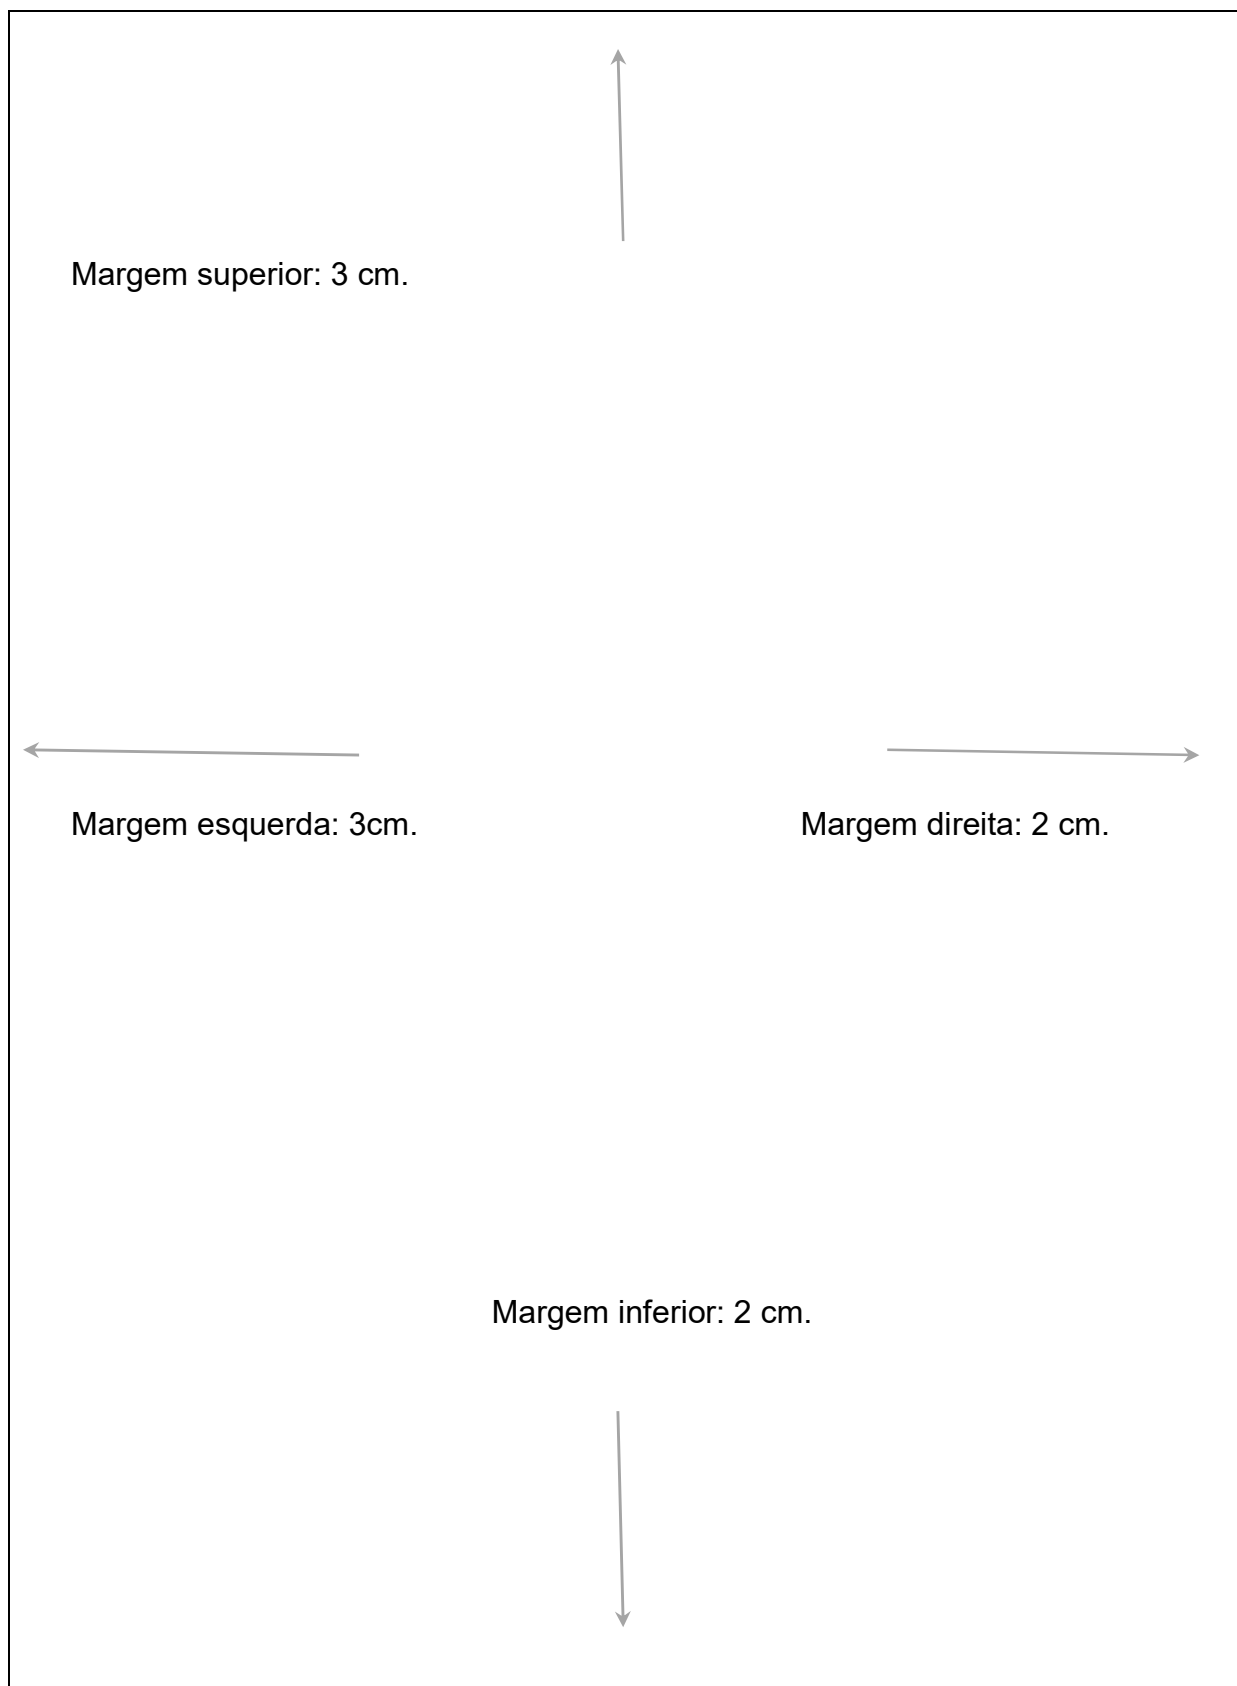 Margem superior: 3 cm.
Margem esquerda: 3cm.
Margem direita: 2 cm.
Margem inferior: 2 cm.